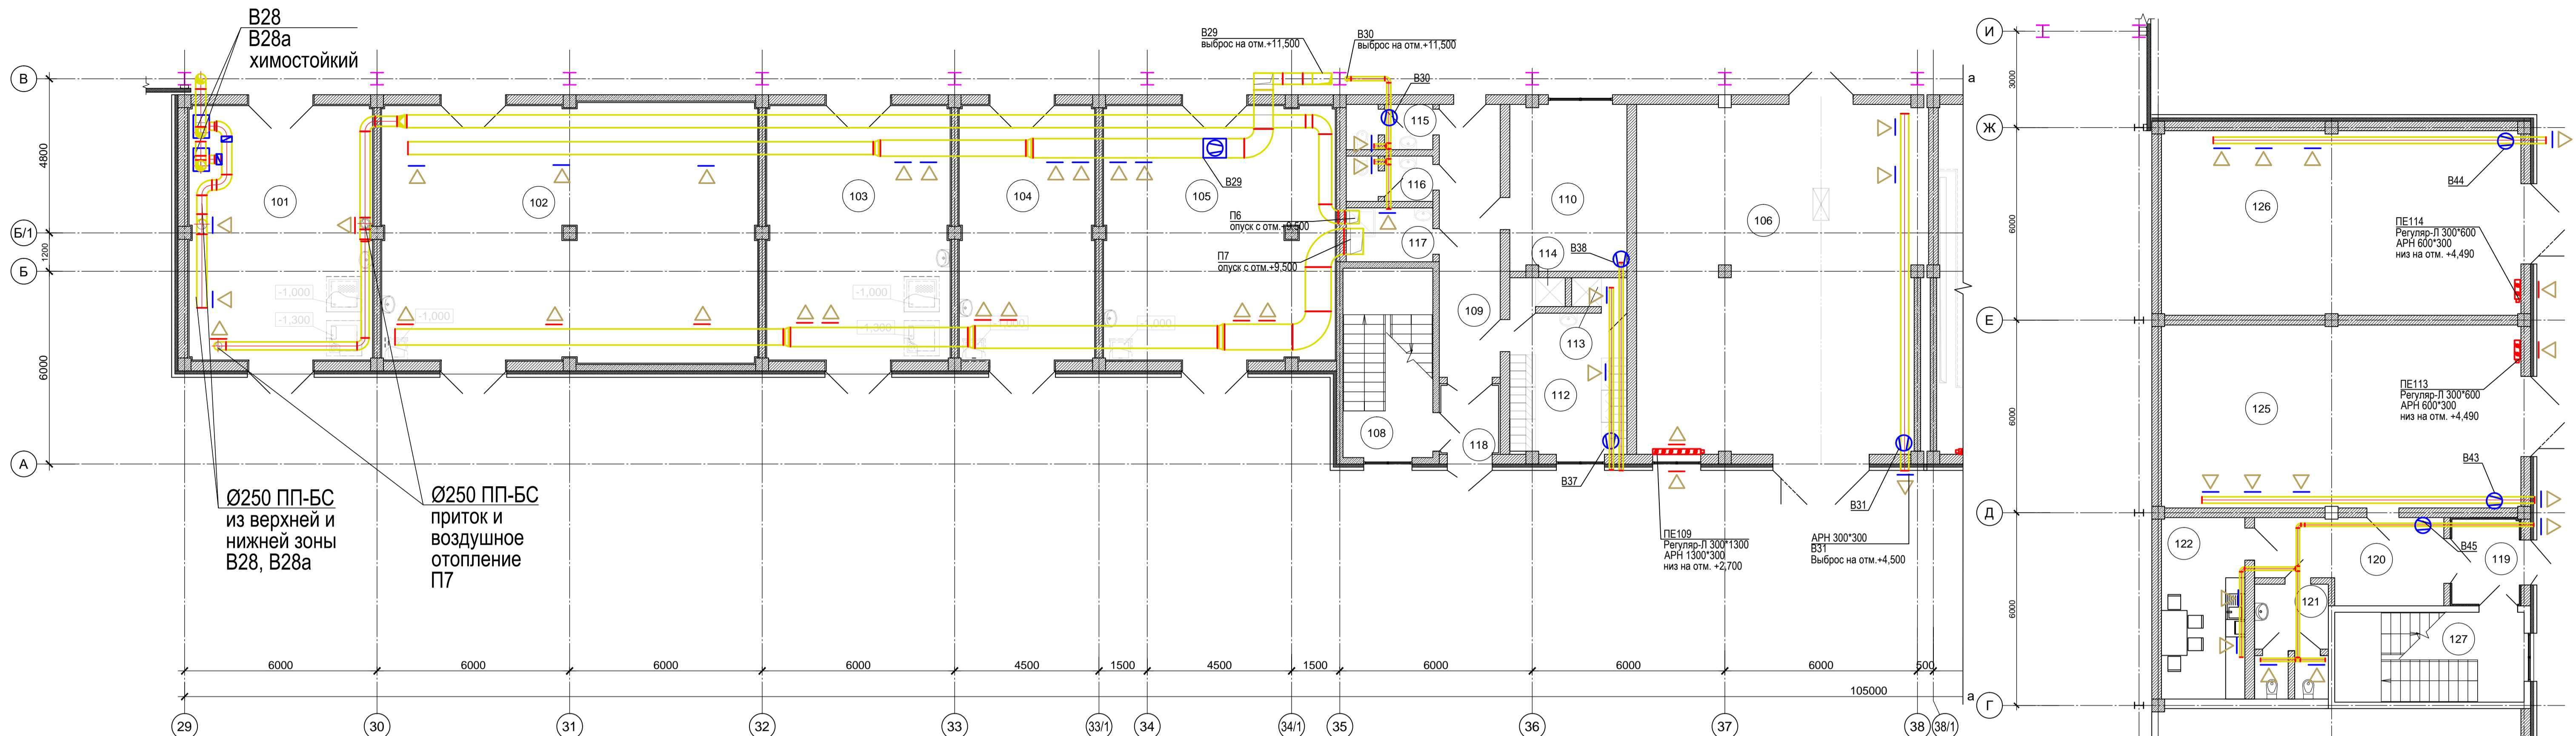 В28
В28а
химостойкий
В29
выброс на отм.+11,500
В30
выброс на отм.+11,500
В30
В
Б/1
Б
А
4800
1200
6000
101
102
103
104
105
В29
П6
опуск с отм.+9,500
П7
опуск с отм.+9,500
115
116
117
110
114
В38
106
109
113
112
108
118
В37
В31
-1,000
-1,300
-1,000
-1,000
Ø250 ПП-БС
из верхней и
нижней зоны
В28, В28а
Ø250 ПП-БС
приток и
воздушное
отопление
П7
ПЕ109
Регуляр-Л 300*1300
АРН 1300*300
низ на отм. +2,700
АРН 300*300
В31
Выброс на отм.+4,500
а
6000
6000
6000
6000
4500
1500
4500
1500
6000
6000
6000
500
105000
а
29
30
31
32
33
33/1
34
34/1
35
36
37
38
38/1
И
Ж
Е
Д
Г
3000
6000
6000
6000
126
В44
ПЕ114
Регуляр-Л 300*600
АРН 600*300
низ на отм. +4,490
125
ПЕ113
Регуляр-Л 300*600
АРН 600*300
низ на отм. +4,490
В43
122
120
В45
119
121
127